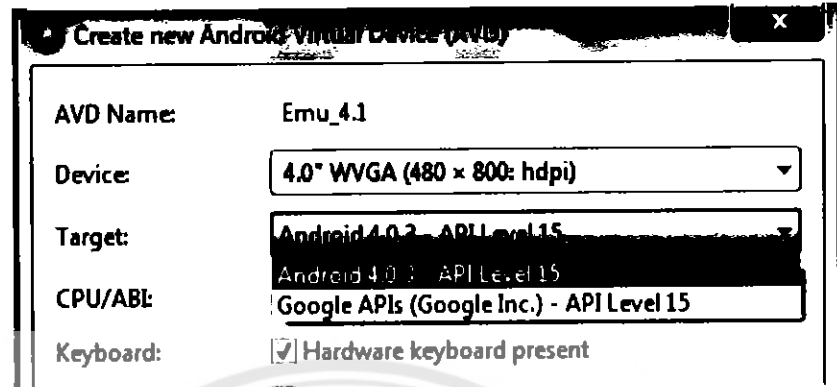 Create new Android Virtual Device (AVD)
x
AVD Name: Emu_4.1
Device: 4.0" WVGA (480 × 800: hdpi)
Target: Android 4.0.3 - API Level 15
Android 4.0.3 - API Level 15
CPU/ABI: Google APIs (Google Inc.) - API Level 15
Keyboard: Hardware keyboard present